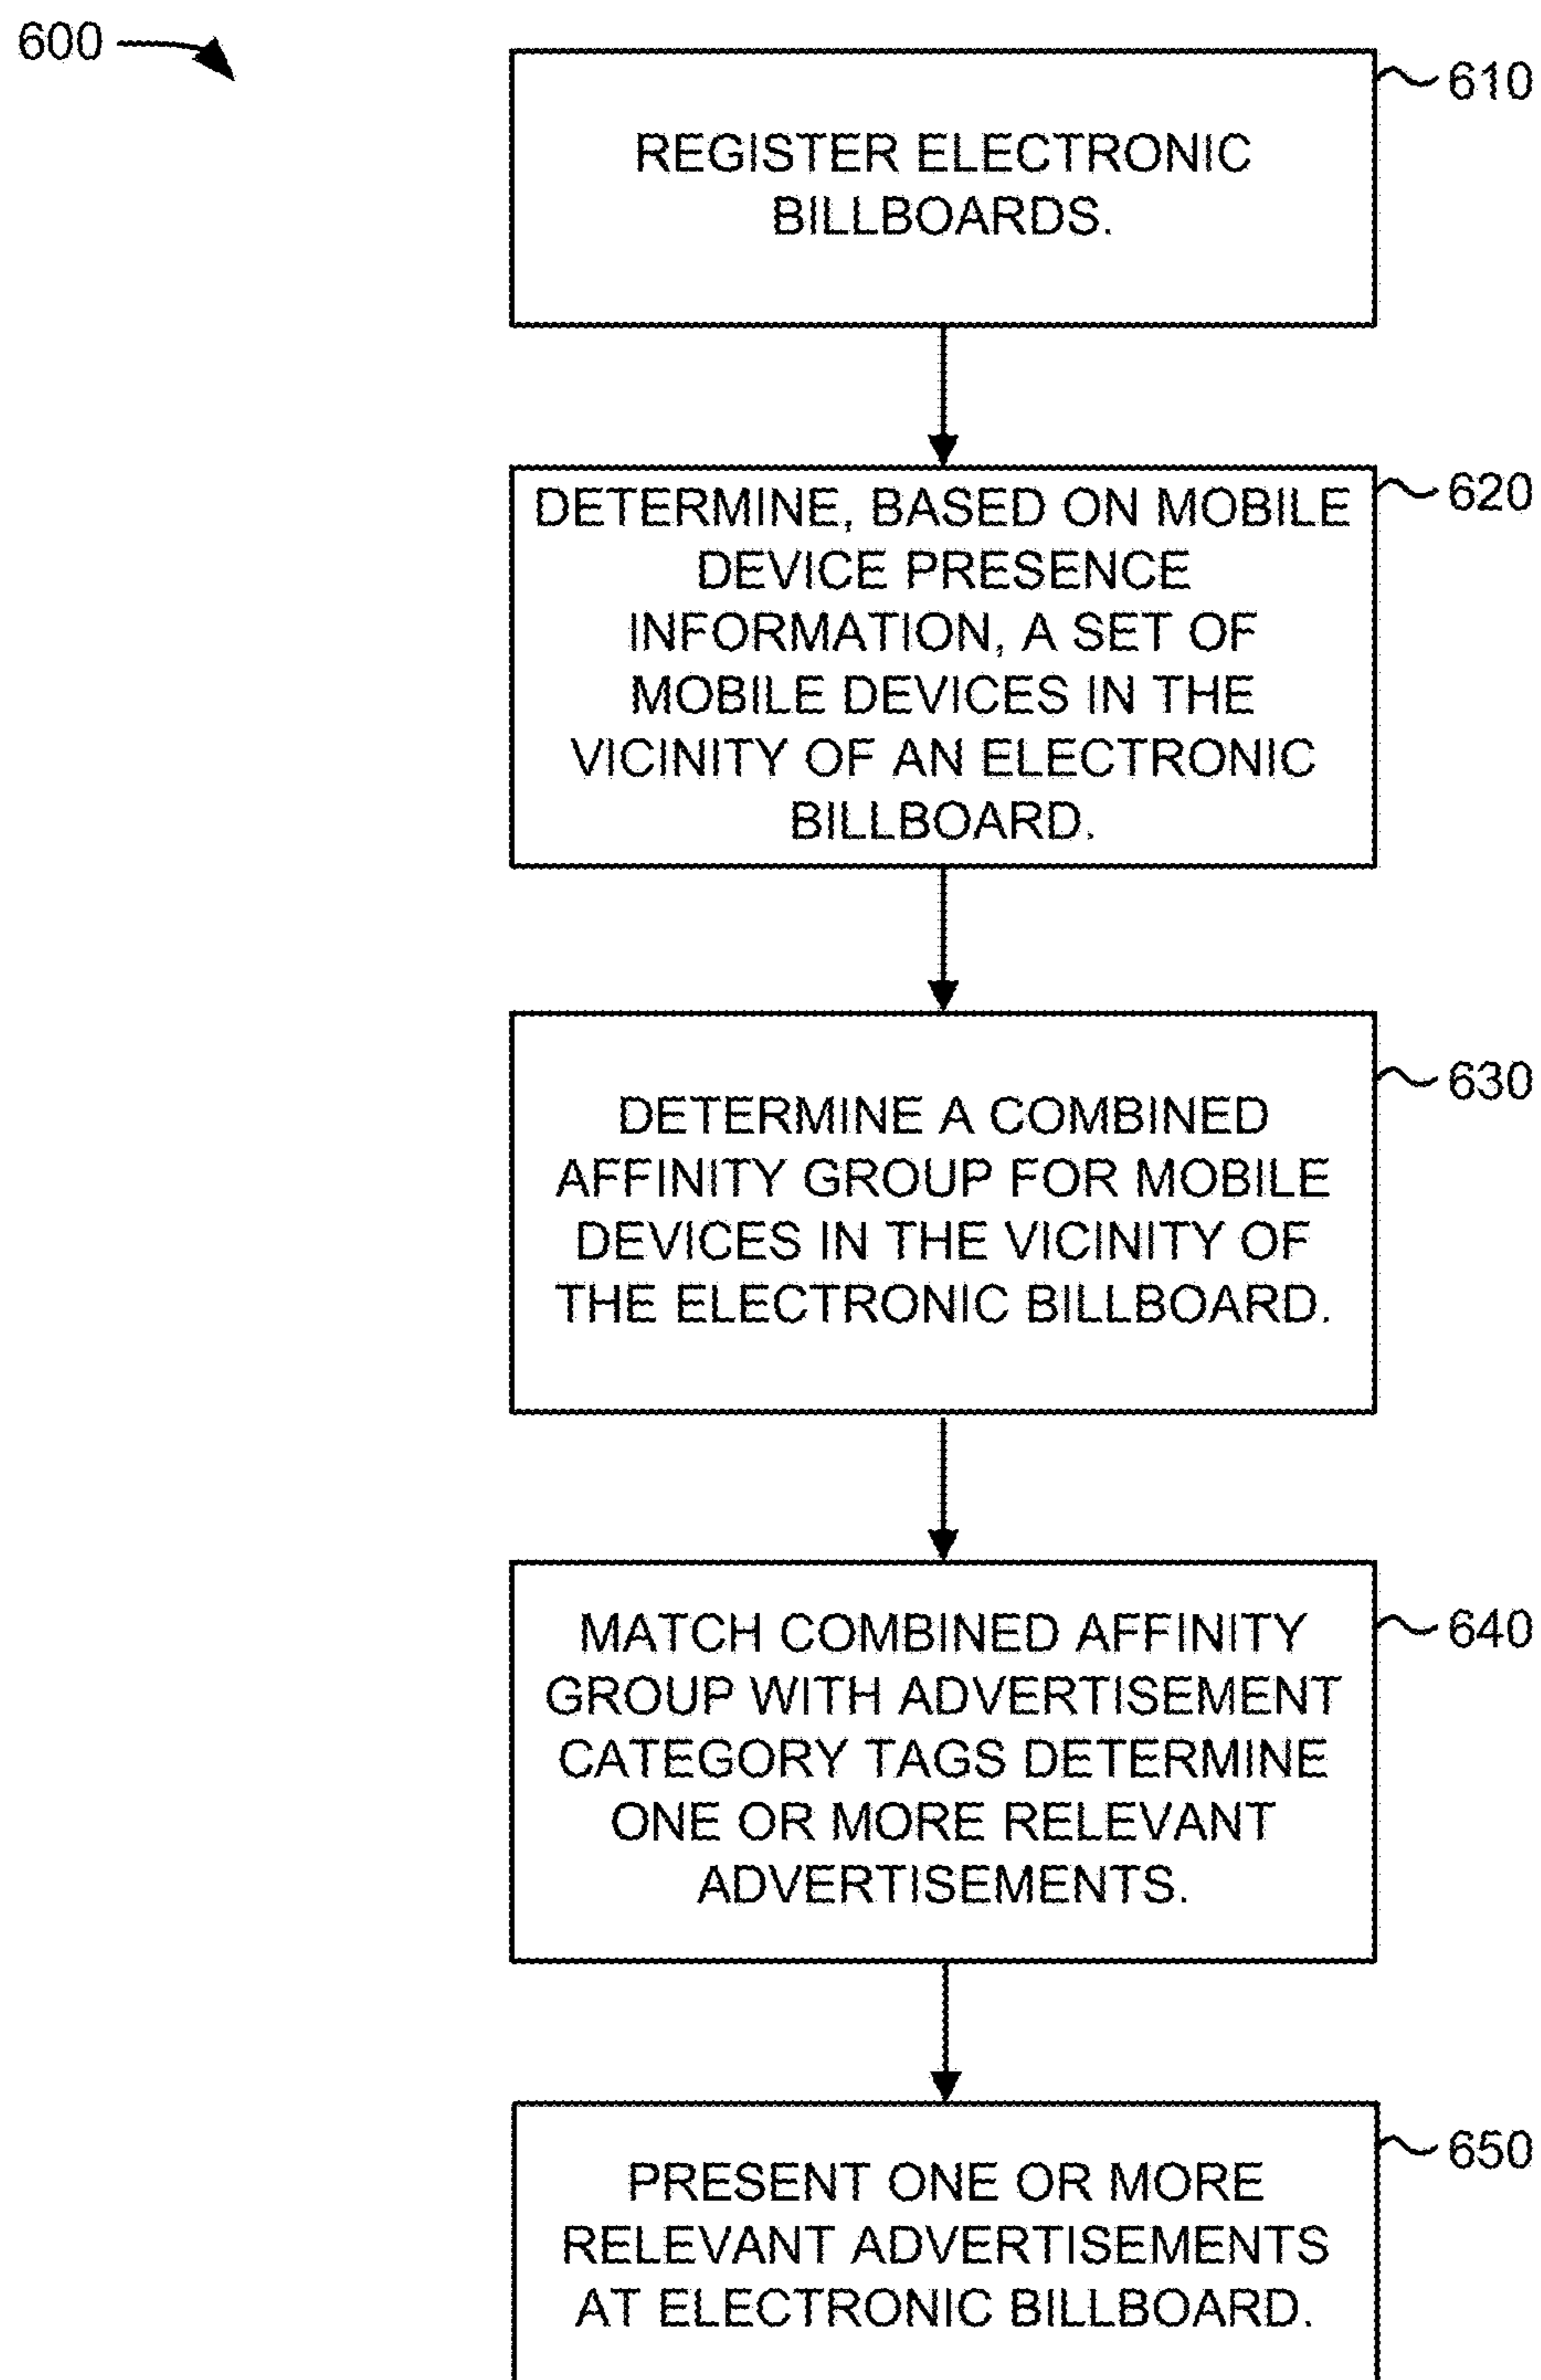 600
610
REGISTER ELECTRONIC
BILLBOARDS.
620
DETERMINE, BASED ON MOBILE
DEVICE PRESENCE
INFORMATION, A SET OF
MOBILE DEVICES IN THE
VICINITY OF AN ELECTRONIC
BILLBOARD.
630
DETERMINE A COMBINED
AFFINITY GROUP FOR MOBILE
DEVICES IN THE VICINITY OF
THE ELECTRONIC BILLBOARD.
640
MATCH COMBINED AFFINITY
GROUP WITH ADVERTISEMENT
CATEGORY TAGS DETERMINE
ONE OR MORE RELEVANT
ADVERTISEMENTS.
650
PRESENT ONE OR MORE
RELEVANT ADVERTISEMENTS
AT ELECTRONIC BILLBOARD.